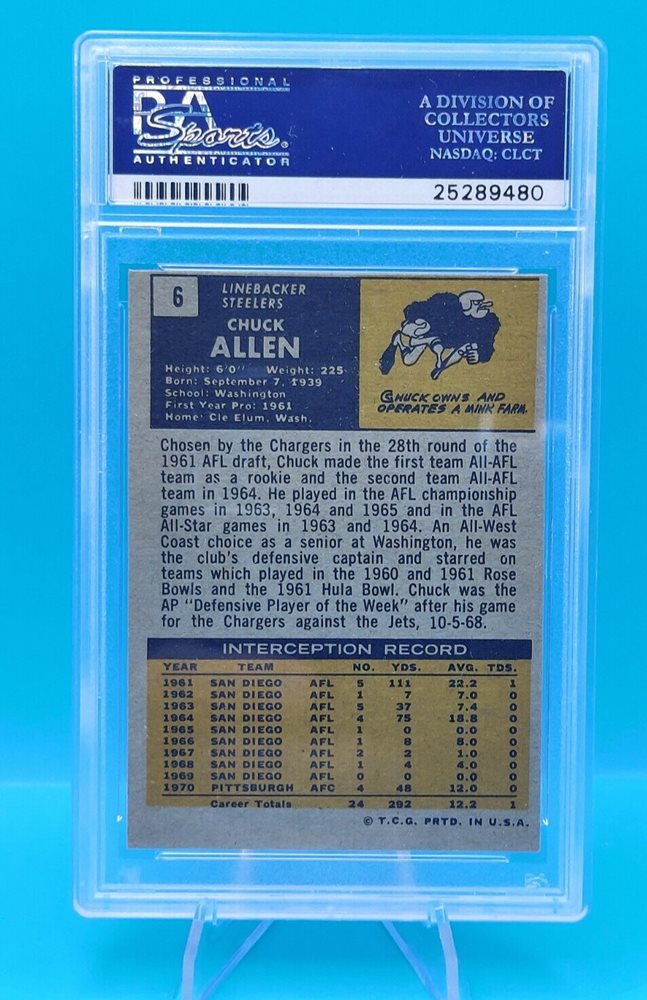 PROFESSIONAL
PSA
Sports
AUTHENTICATOR
A DIVISION OF
COLLECTORS
UNIVERSE
NASDAQ: CLCT
25289480
6
LINEBACKER
STEELERS
CHUCK
ALLEN
Height: 6'0" Weight: 225
Born: September 7, 1939
School: Washington
First Year Pro: 1961
Home: Cle Elum, Wash.
CHUCK OWNS AND
OPERATES A MINK FARM.
Chosen by the Chargers in the 28th round of the
1961 AFL draft, Chuck made the first team All-AFL
team as a rookie and the second team All-AFL
team in 1964. He played in the AFL championship
games in 1963, 1964 and 1965 and in the AFL
All-Star games in 1963 and 1964. An All-West
Coast choice as a senior at Washington, he was
the club's defensive captain and starred on
teams which played in the 1960 and 1961 Rose
Bowls and the 1961 Hula Bowl. Chuck was the
AP "Defensive Player of the Week" after his game
for the Chargers against the Jets, 10-5-68.
INTERCEPTION RECORD
YEAR TEAM NO. YDS. AVG. TDS.
1961 SAN DIEGO AFL 5 111 22.2 1
1962 SAN DIEGO AFL 1 7 7.0 0
1963 SAN DIEGO AFL 5 37 7.4 0
1964 SAN DIEGO AFL 4 75 18.8 0
1965 SAN DIEGO AFL 1 0 0.0 0
1966 SAN DIEGO AFL 1 8 8.0 0
1967 SAN DIEGO AFL 2 2 1.0 0
1968 SAN DIEGO AFL 1 4 4.0 0
1969 SAN DIEGO AFL 0 0 0.0 0
1970 PITTSBURGH AFC 4 48 12.0 0
Career Totals 24 292 12.2 1
© T.C.G. PRTD. IN U.S.A.